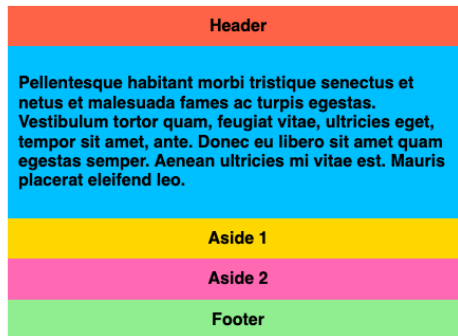 Header
Pellentesque habitant morbi tristique senectus et
netus et malesuada fames ac turpis egestas.
Vestibulum tortor quam, feugiat vitae, ultricies eget,
tempor sit amet, ante. Donec eu libero sit amet quam
egestas semper. Aenean ultricies mi vitae est. Mauris
placerat eleifend leo.
Aside 1
Aside 2
Footer